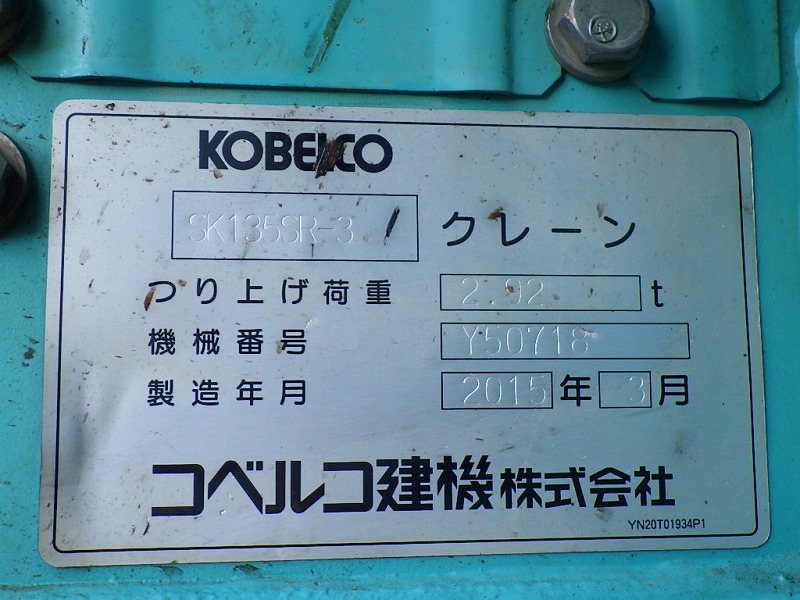 KOBELCO
SK135SR-3 クレーン
つり上げ荷重 2.92 t
機械番号 Y50718
製造年月 2015年 3月
コベルコ建機株式会社
YN20T01934P1